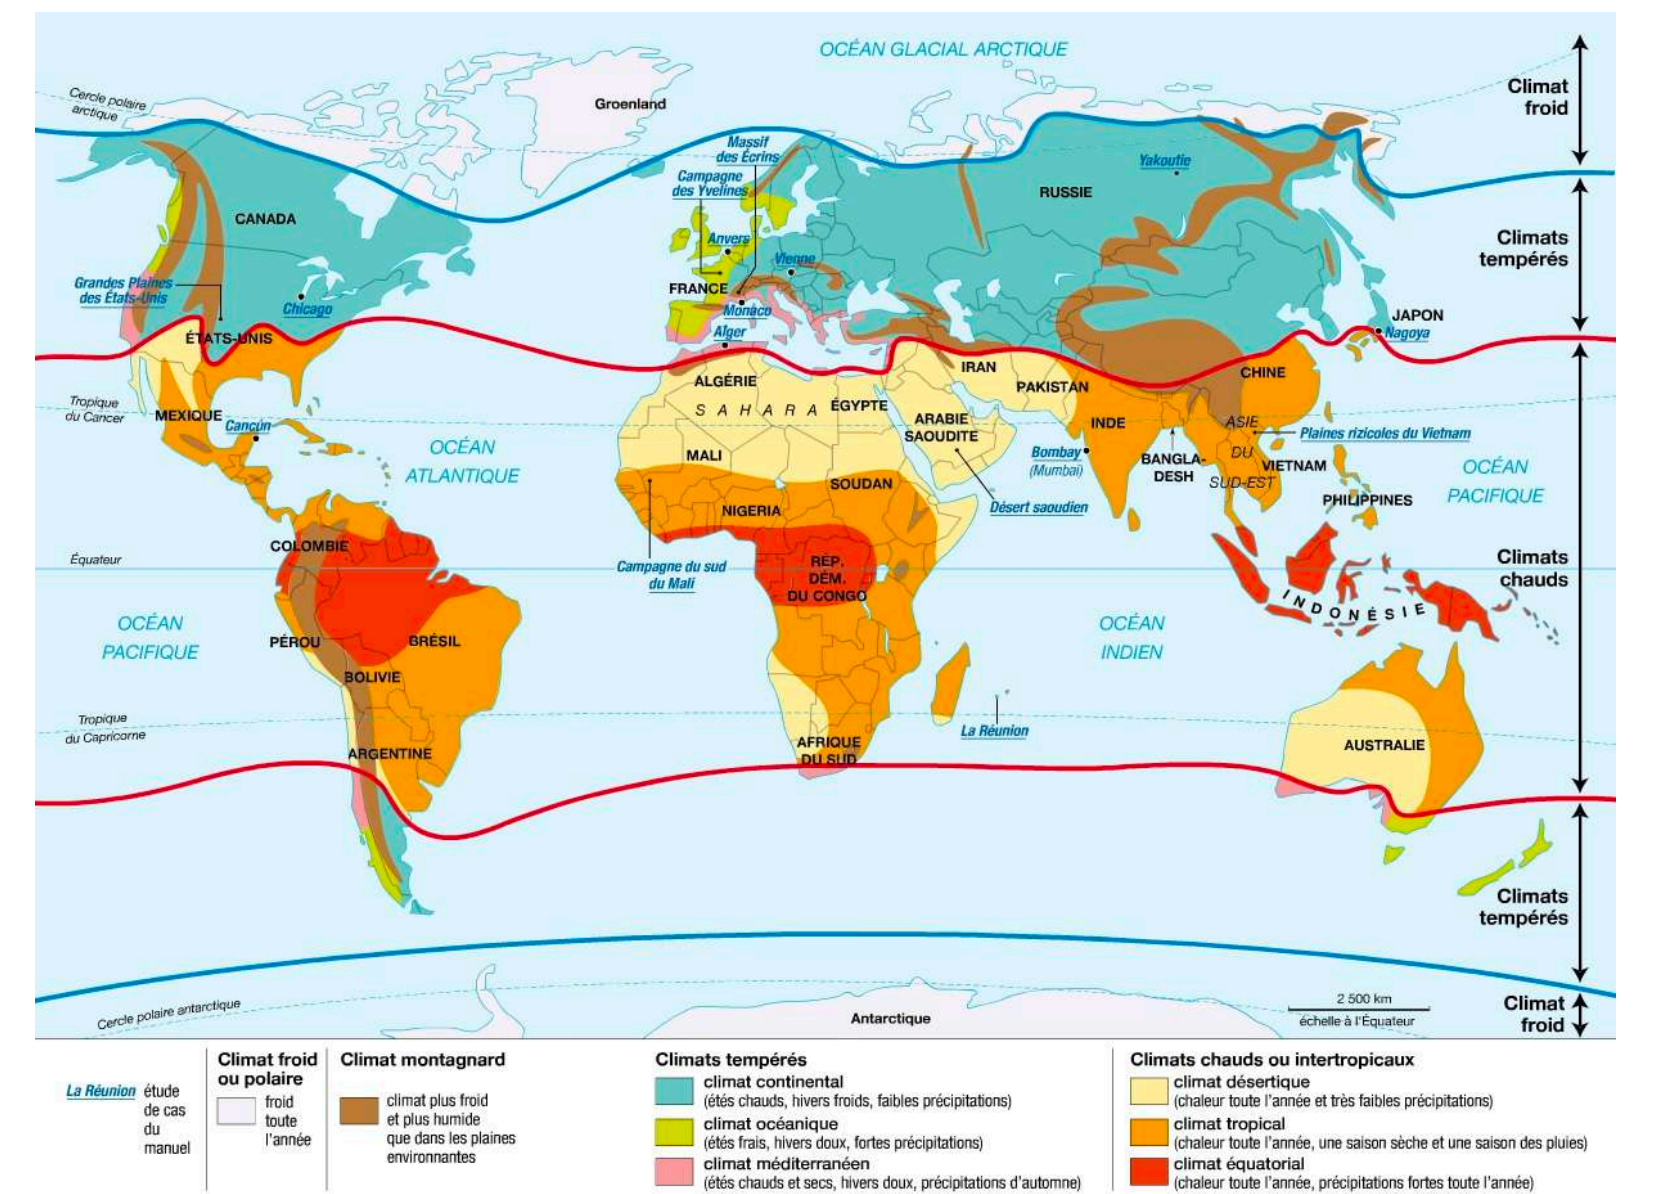 OCÉAN GLACIAL ARCTIQUE
Climat
froid
Cercle polaire
arctique
Groenland
Massif
des Écrins
Campagne
des Yvelines
Yakoutie
RUSSIE
CANADA
Climats
tempérés
Anvers
Vienne
Grandes Plaines
des États-Unis
Chicago
FRANCE
Monaco
Alger
JAPON
Nagoya
ÉTATS-UNIS
IRAN
CHINE
ALGÉRIE
PAKISTAN
Tropique
du Cancer
MEXIQUE
Cancún
SAHARA
ÉGYPTE
ARABIE
SAOUDITE
INDE
ASIE
DU
SUD-EST
Plaines rizicoles du Vietnam
OCÉAN
ATLANTIQUE
MALI
Bombay
(Mumbai)
BANGLA-
DESH
VIETNAM
OCÉAN
PACIFIQUE
SOUDAN
NIGERIA
Désert saoudien
PHILIPPINES
COLOMBIE
Équateur
Campagne du sud
du Mali
RÉP.
DÉM.
DU CONGO
Climats
chauds
INDONÉSIE
OCÉAN
PACIFIQUE
PÉROU
BRÉSIL
OCÉAN
INDIEN
BOLIVIE
Tropique
du Capricorne
La Réunion
ARGENTINE
AFRIQUE
DU SUD
AUSTRALIE
Climats
tempérés
Cercle polaire antarctique
Antarctique
2 500 km
échelle à l'Équateur
Climat
froid
La Réunion étude
de cas
du
manuel
Climat froid
ou polaire
froid
toute
l'année
Climat montagnard
climat plus froid
et plus humide
que dans les plaines
environnantes
Climats tempérés
climat continental
(étés chauds, hivers froids, faibles précipitations)
climat océanique
(étés frais, hivers doux, fortes précipitations)
climat méditerranéen
(étés chauds et secs, hivers doux, précipitations d'automne)
Climats chauds ou intertropicaux
climat désertique
(chaleur toute l'année et très faibles précipitations)
climat tropical
(chaleur toute l'année, une saison sèche et une saison des pluies)
climat équatorial
(chaleur toute l'année, précipitations fortes toute l'année)